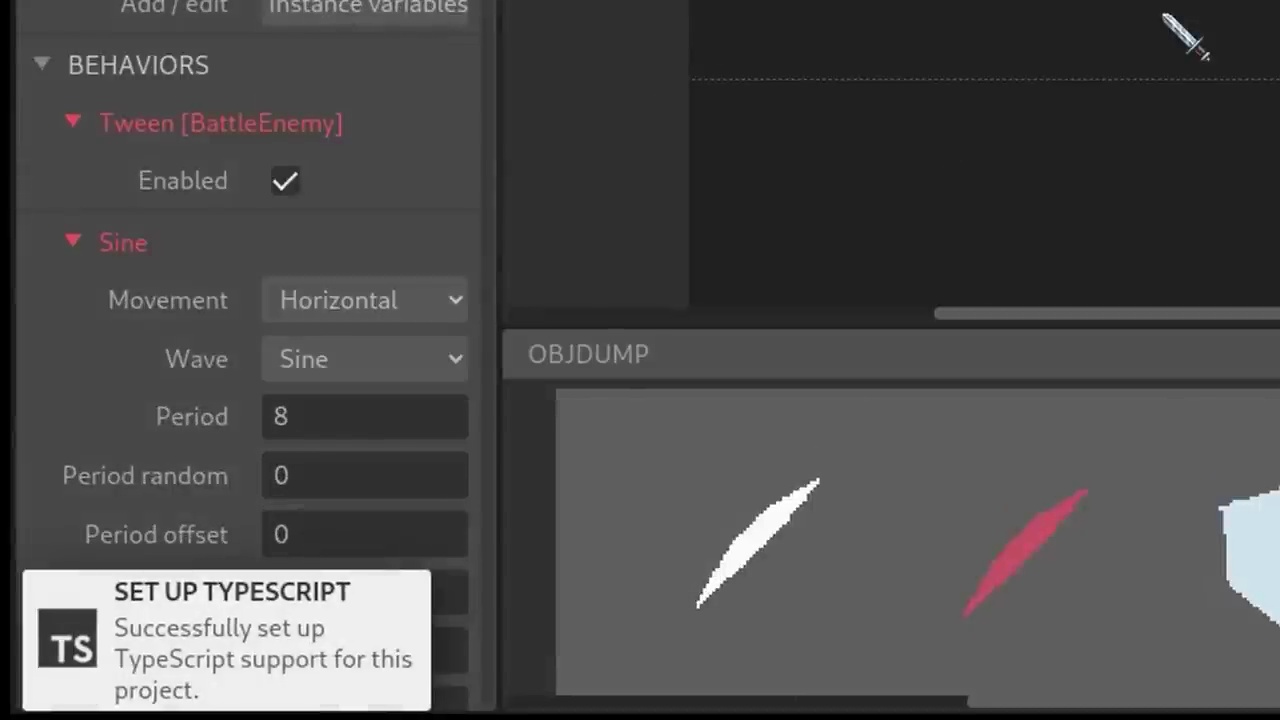 Add / edit
Instance variables
BEHAVIORS
Tween [BattleEnemy]
Enabled
Sine
Movement
Horizontal
Wave
Sine
Period
8
Period random
0
Period offset
0
SET UP TYPESCRIPT
TS
Successfully set up
TypeScript support for this
project.
OBJDUMP